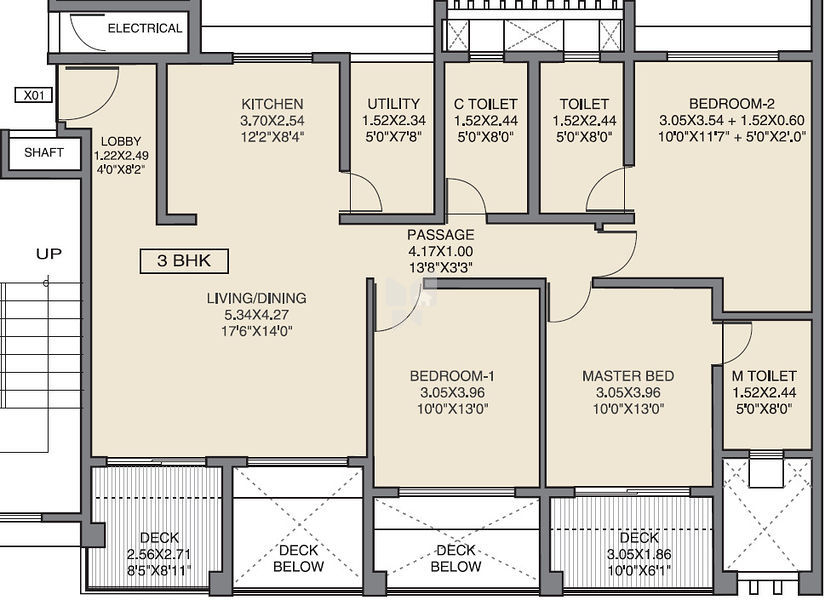 ELECTRICAL
X01
KITCHEN
3.70X2.54
12'2"X8'4"
UTILITY
1.52X2.34
5'0"X7'8"
C TOILET
1.52X2.44
5'0"X8'0"
TOILET
1.52X2.44
5'0"X8'0"
BEDROOM-2
3.05X3.54 + 1.52X0.60
10'0"X11'7" + 5'0"X2'.0"
LOBBY
1.22X2.49
4'0"X8'2"
SHAFT
UP
3 BHK
PASSAGE
4.17X1.00
13'8"X3'3"
LIVING/DINING
5.34X4.27
17'6"X14'0"
BEDROOM-1
3.05X3.96
10'0"X13'0"
MASTER BED
3.05X3.96
10'0"X13'0"
M TOILET
1.52X2.44
5'0"X8'0"
DECK
2.56X2.71
8'5"X8'11"
DECK
BELOW
DECK
BELOW
DECK
3.05X1.86
10'0"X6'1"